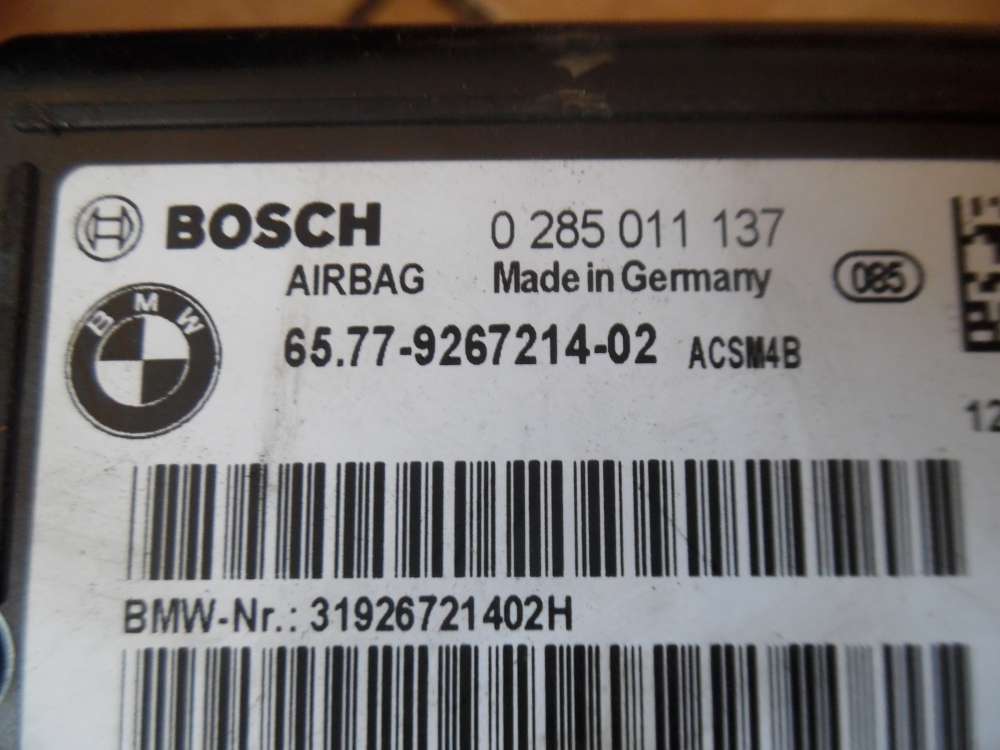 BOSCH 0 285 011 137
AIRBAG Made in Germany 085
BMW
65.77-9267214-02 ACSM4B
12
BMW-Nr.: 31926721402H